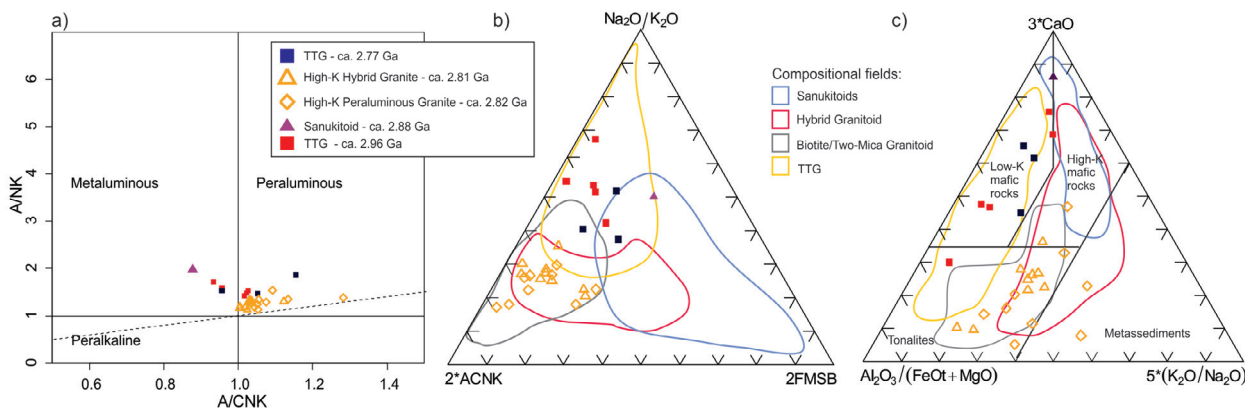 a)
6
5
4
3
2
1
0
A/NK
0.6
0.8
1.0
1.2
1.4
A/CNK
Metaluminous
Peraluminous
Peralkaline
TTG - ca. 2.77 Ga
High-K Hybrid Granite - ca. 2.81 Ga
High-K Peraluminous Granite - ca. 2.82 Ga
Sanukitoid - ca. 2.88 Ga
TTG - ca. 2.96 Ga
b)
Na₂O/K₂O
2*ACNK
2FMSB
Compositional fields:
Sanukitoids
Hybrid Granitoid
Biotite/Two-Mica Granitoid
TTG
c)
3*CaO
Low-K
mafic
rocks
High-K
mafic
rocks
Tonalites
Metassediments
Al₂O₃/(FeOt+MgO)
5*(K₂O/Na₂O)